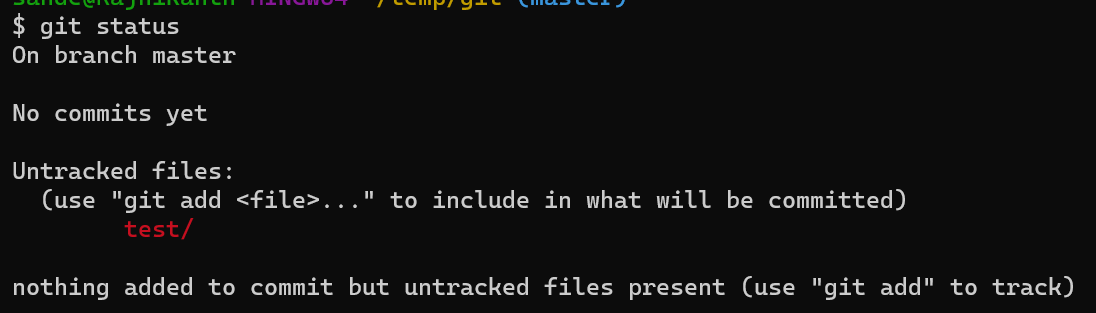 /temp/git (master)
$ git status
On branch master
No commits yet
Untracked files:
(use "git add <file>..." to include in what will be committed)
test/
nothing added to commit but untracked files present (use "git add" to track)